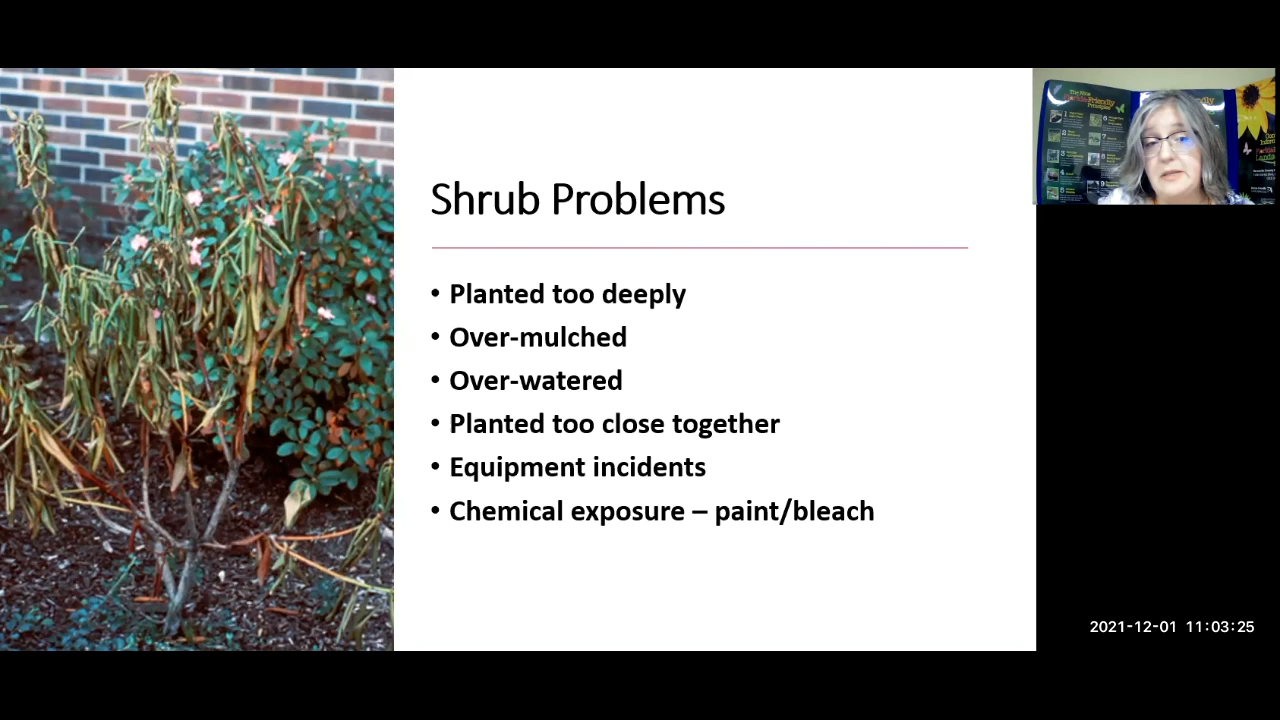 Shrub Problems
• Planted too deeply
• Over-mulched
• Over-watered
• Planted too close together
• Equipment incidents
• Chemical exposure – paint/bleach
2021-12-01 11:03:25